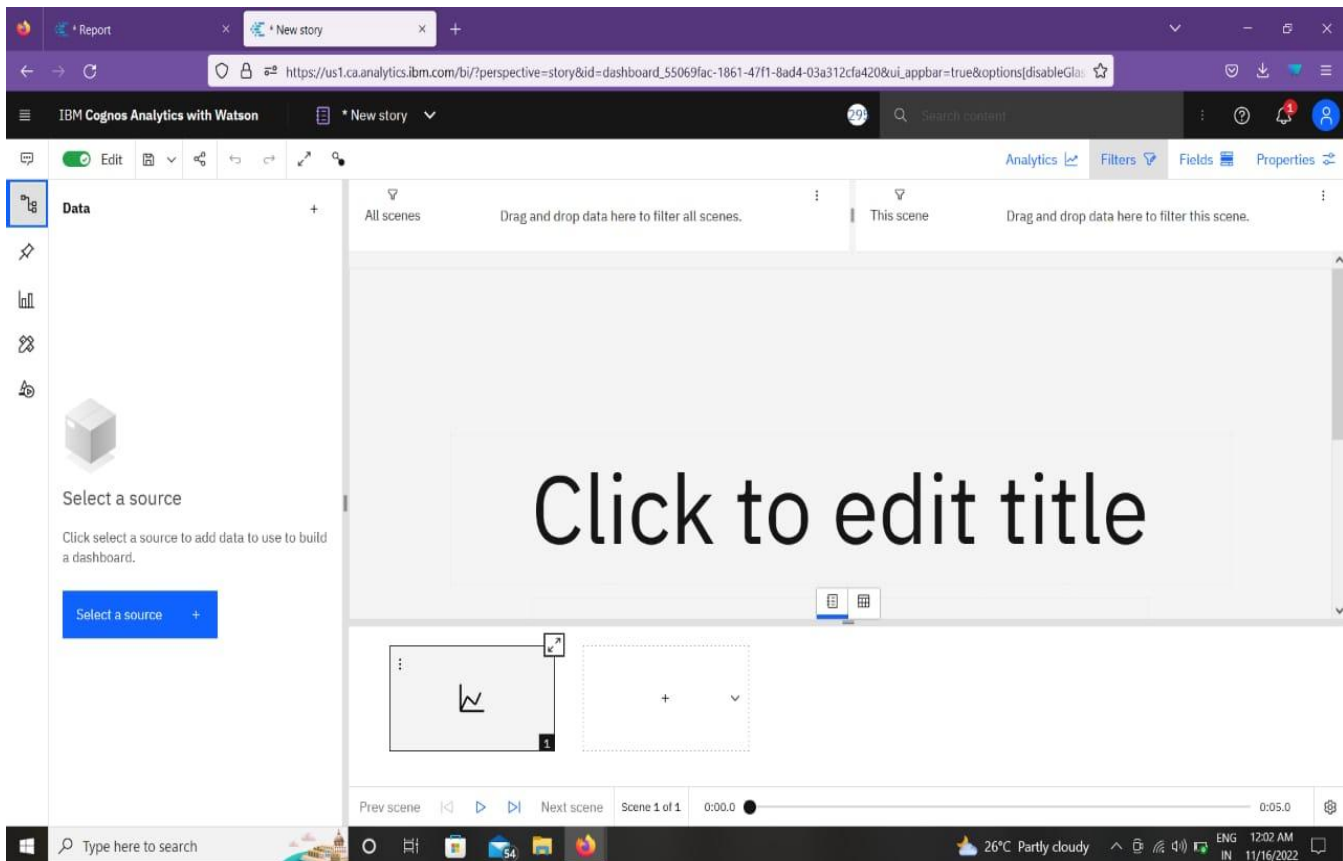 * Report
* New story
https://us1.ca.analytics.ibm.com/bi/?perspective=story&id=dashboard_55069fac-1861-47f1-8ad4-03a312cfa420&ui_appbar=true&options[disableGlas
IBM Cognos Analytics with Watson
* New story
Search content
1
Edit
Analytics
Filters
Fields
Properties
Data
All scenes
Drag and drop data here to filter all scenes.
This scene
Drag and drop data here to filter this scene.
Click to edit title
Select a source
Click select a source to add data to use to build
a dashboard.
Select a source +
1
Prev scene
Next scene
Scene 1 of 1
0:00.0
0:05.0
Type here to search
54
26°C Partly cloudy
ENG
IN
12:02 AM
11/16/2022